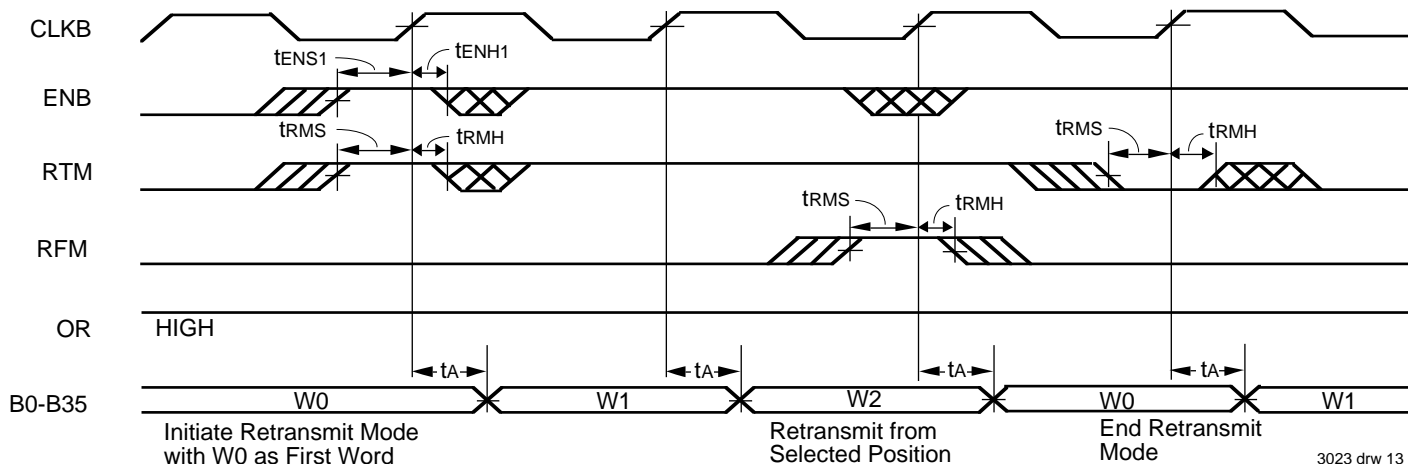 CLKB
tENS1 tENH1
ENB
tRMS tRMH tRMS tRMH
RTM
tRMS tRMH
RFM
OR HIGH
tA tA tA tA
B0-B35 W0 W1 W2 W0 W1
Initiate Retransmit Mode
with W0 as First Word
Retransmit from
Selected Position
End Retransmit
Mode
3023 drw 13